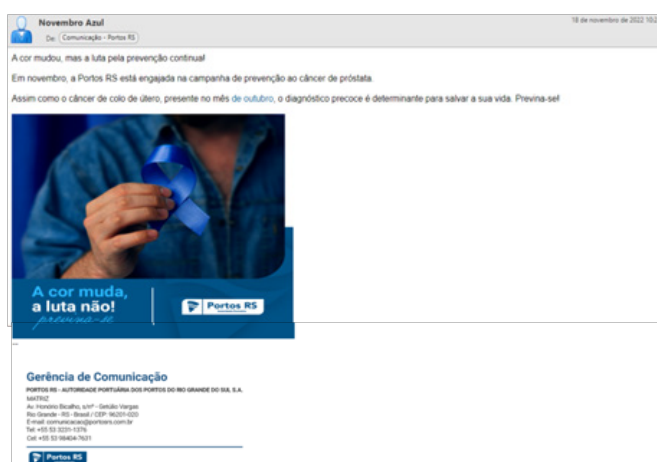 Novembro Azul
18 de novembro de 2022 10:2
De: Comunicação - Portos RS
A cor mudou, mas a luta pela prevenção continua!
Em novembro, a Portos RS está engajada na campanha de prevenção ao câncer de próstata.
Assim como o câncer de colo de útero, presente no mês de outubro, o diagnóstico precoce é determinante para salvar a sua vida. Previna-se!
A cor muda,
a luta não!
previna-se
Portos RS
--
Gerência de Comunicação
PORTOS RS - AUTORIDADE PORTUÁRIA DOS PORTOS DO RIO GRANDE DO SUL S.A.
MATRIZ
Av. Honório Bicalho, s/nº - Getúlio Vargas
Rio Grande - RS - Brasil / CEP: 96201-020
E-mail: comunicacao@portosrs.com.br
Tel: +55 53 3231-1376
Cel: +55 53 98404-7631
Portos RS